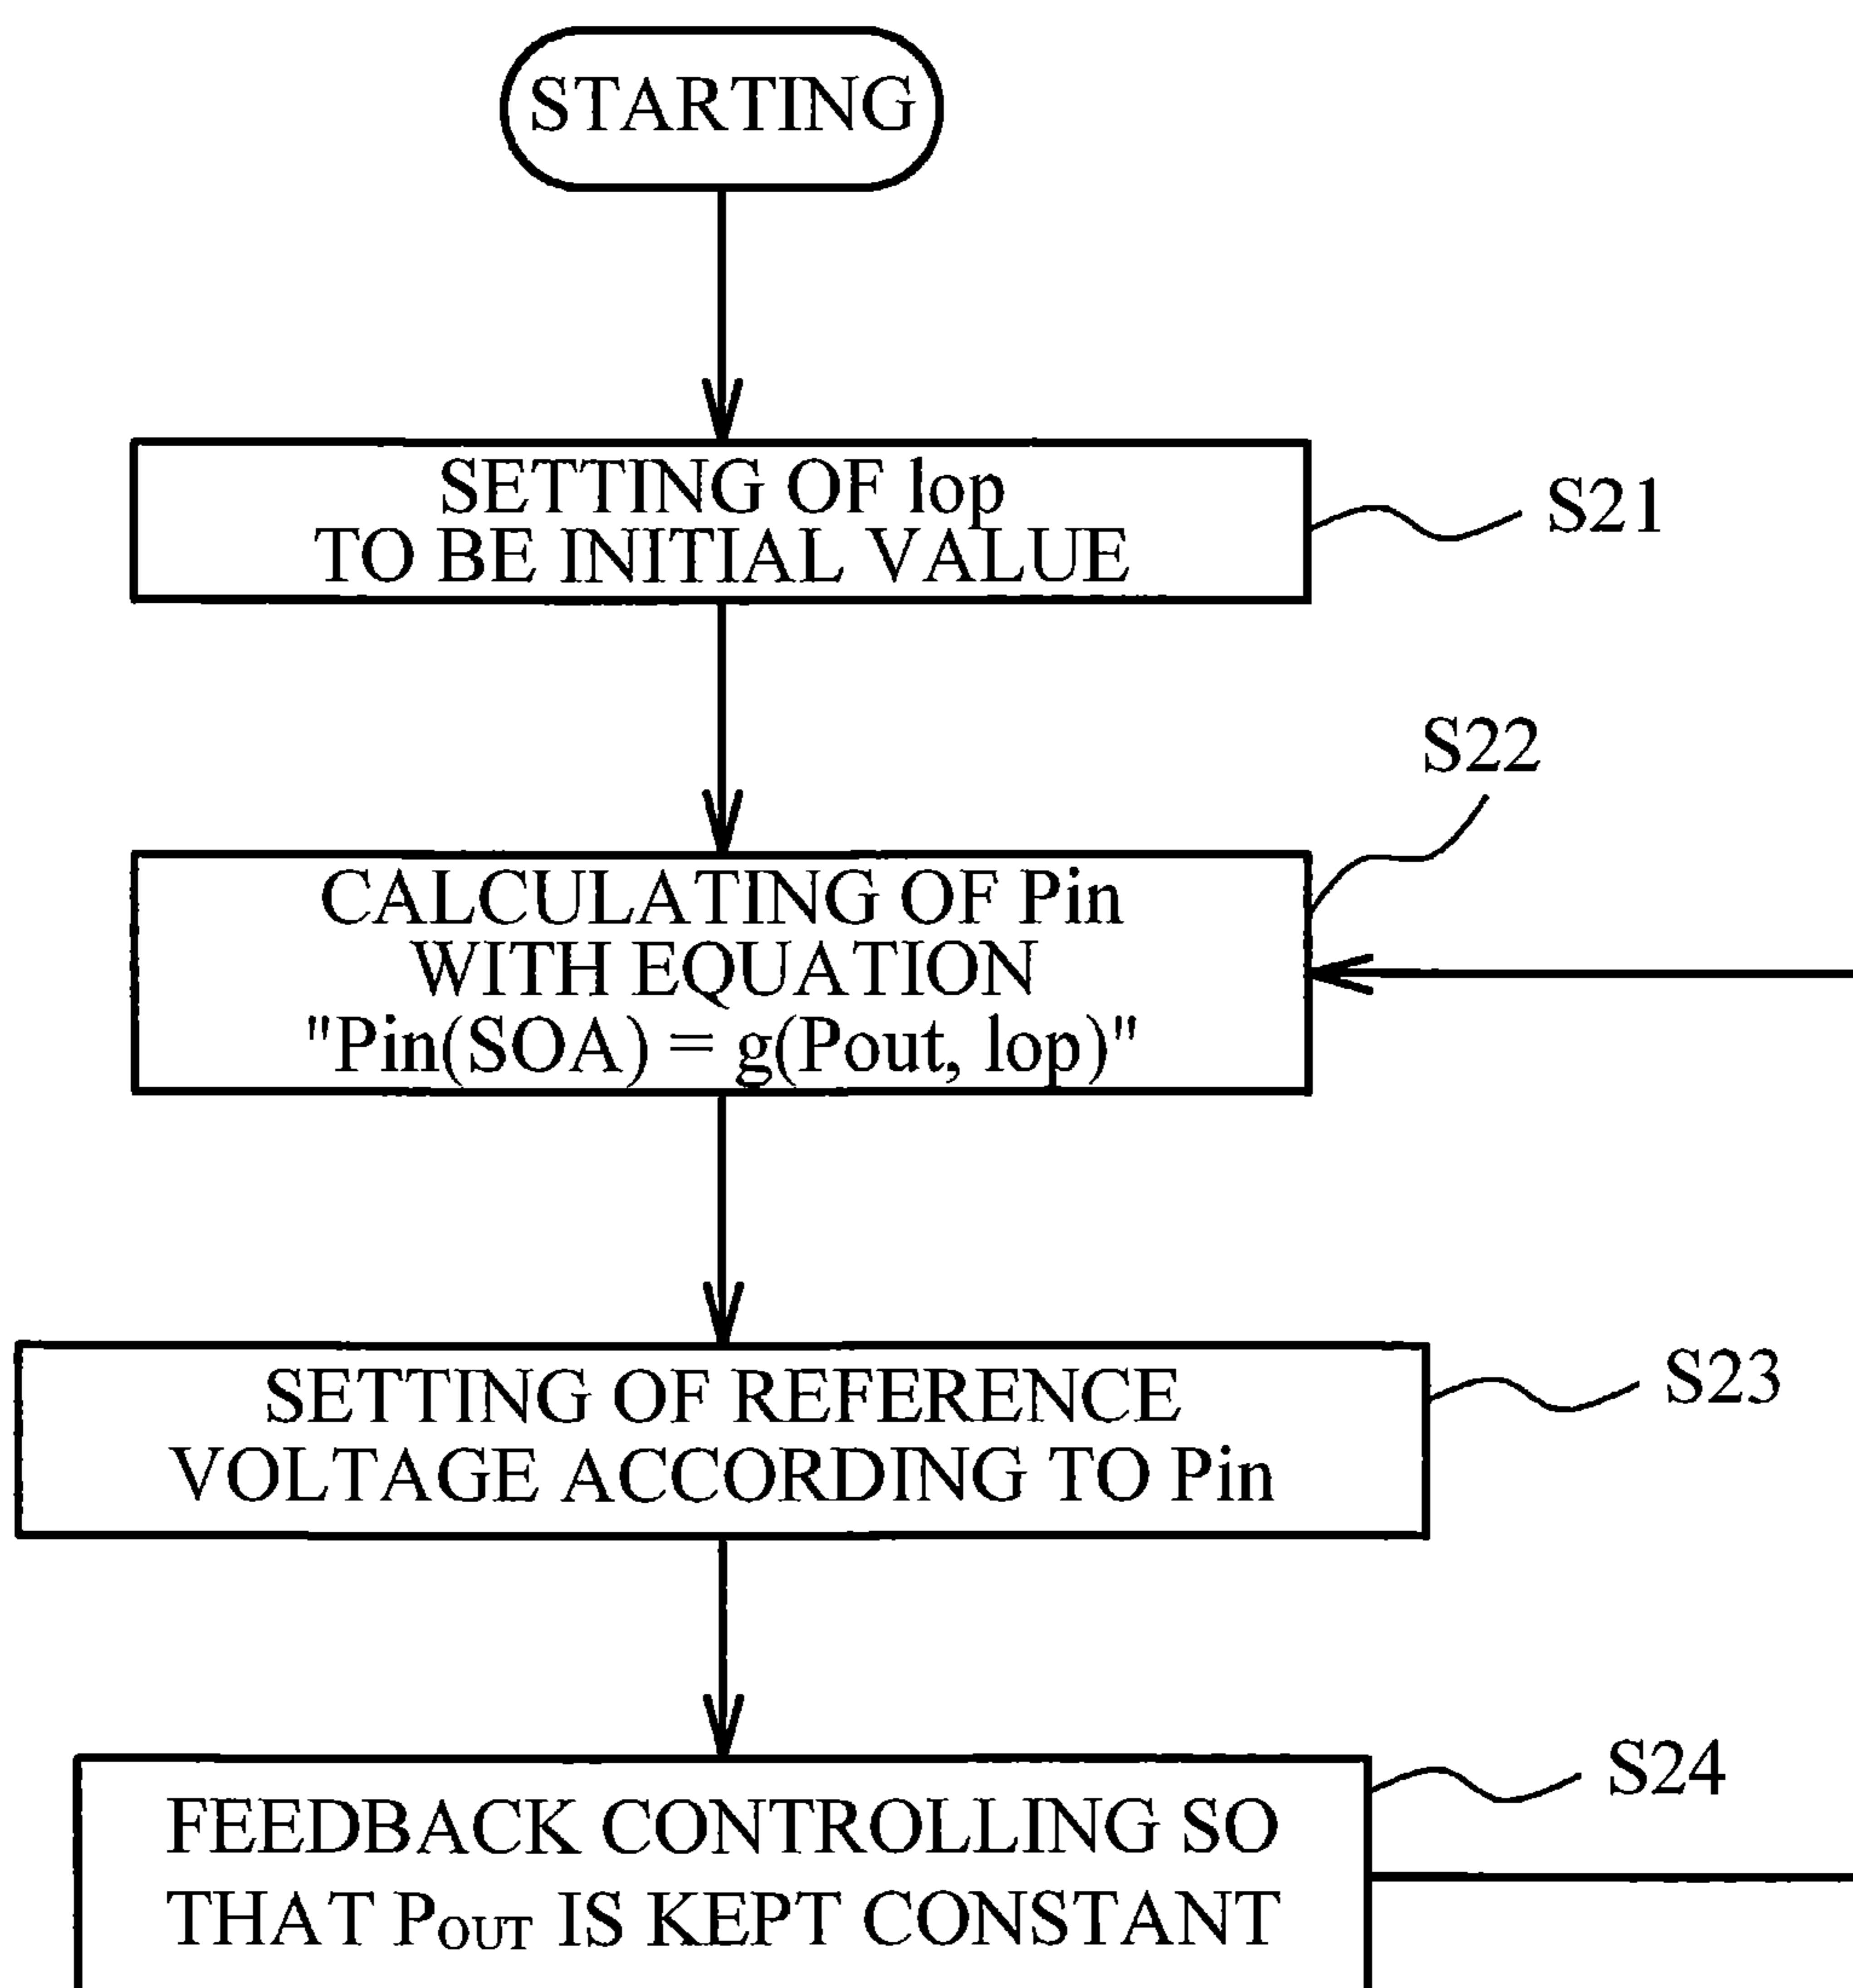 STARTING
SETTING OF lop
TO BE INITIAL VALUE
S21
S22
CALCULATING OF Pin
WITH EQUATION
"Pin(SOA) = g(Pout, lop)"
SETTING OF REFERENCE
VOLTAGE ACCORDING TO Pin
S23
S24
FEEDBACK CONTROLLING SO
THAT POUT IS KEPT CONSTANT